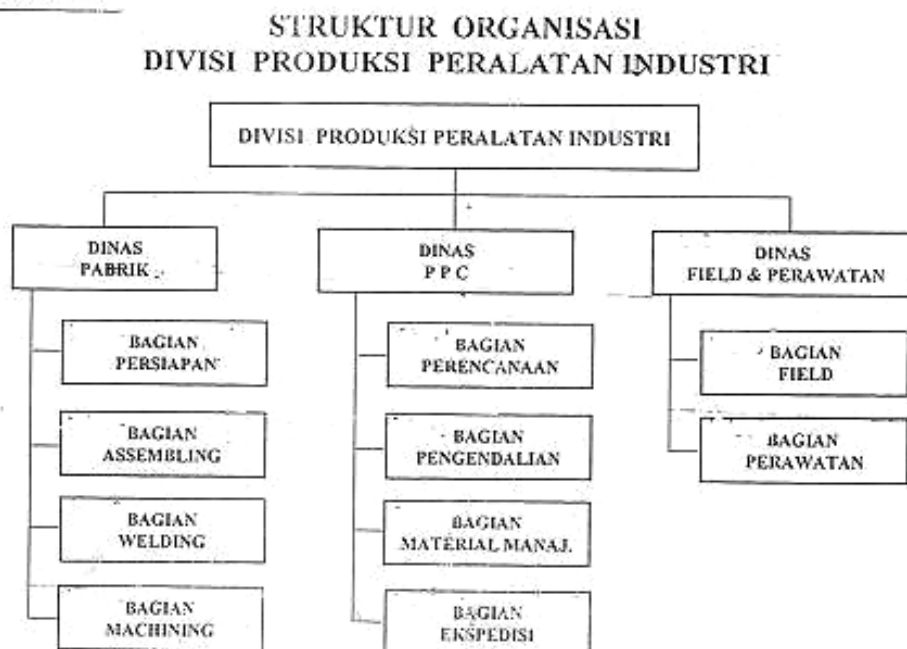 STRUKTUR ORGANISASI
DIVISI PRODUKSI PERALATAN INDUSTRI
DIVISI PRODUKSI PERALATAN INDUSTRI
DINAS
PABRIK
BAGIAN
PERSIAPAN
BAGIAN
ASSEMBLING
BAGIAN
WELDING
BAGIAN
MACHINING
DINAS
P P C
BAGIAN
PERENCANAAN
BAGIAN
PENGENDALIAN
BAGIAN
MATERIAL MANAJ.
BAGIAN
EKSPEDISI
DINAS
FIELD & PERAWATAN
BAGIAN
FIELD
BAGIAN
PERAWATAN